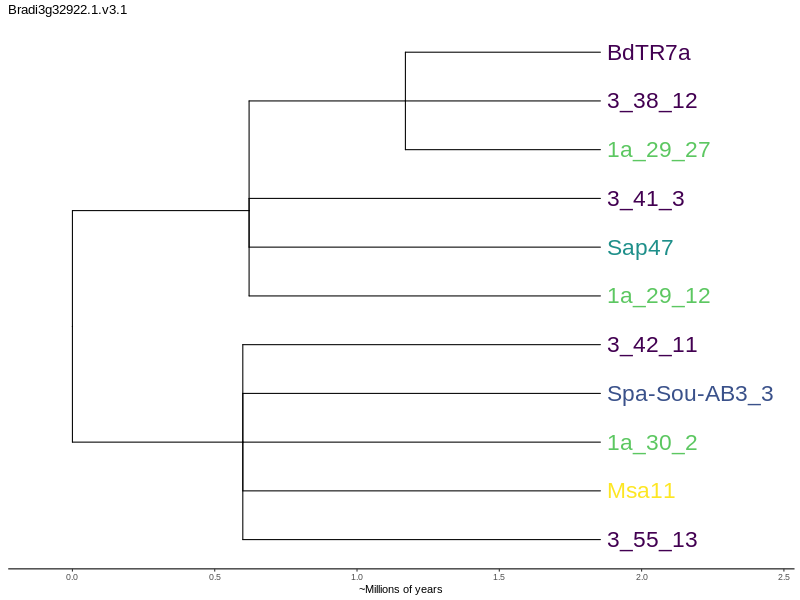 Bradi3g32922.1.v3.1
BdTR7a
3_38_12
1a_29_27
3_41_3
Sap47
1a_29_12
3_42_11
Spa-Sou-AB3_3
1a_30_2
Msa11
3_55_13
0.0 0.5 1.0 1.5 2.0 2.5
~Millions of years